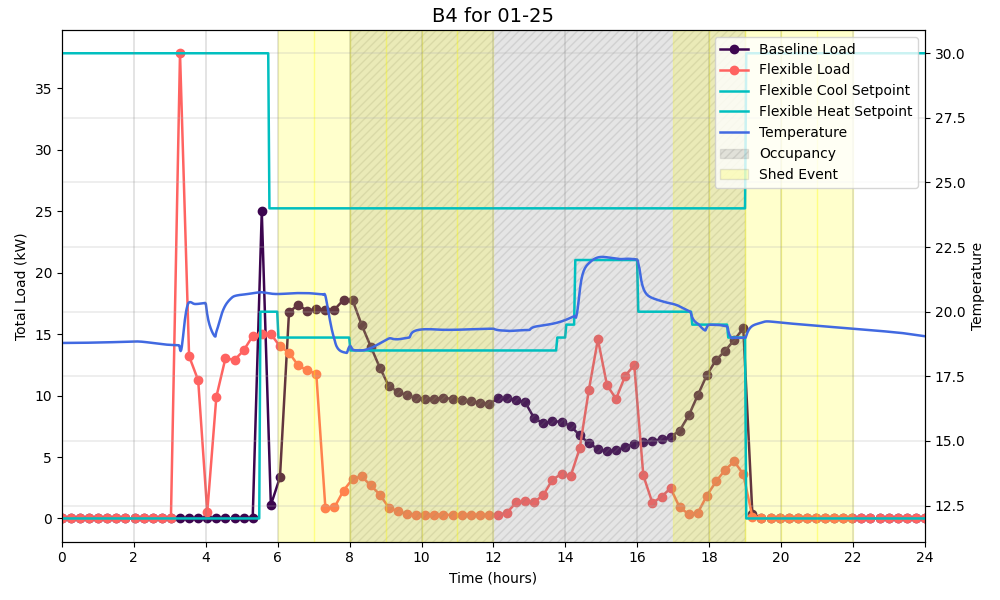 B4 for 01-25
Baseline Load
Flexible Load
Flexible Cool Setpoint
Flexible Heat Setpoint
Temperature
Occupancy
Shed Event
Total Load (kW)
35
30
25
20
15
10
5
0
30.0
27.5
25.0
22.5
20.0
17.5
15.0
12.5
Temperature
0 2 4 6 8 10 12 14 16 18 20 22 24
Time (hours)